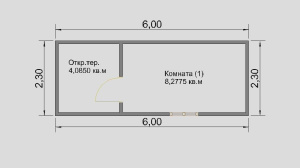 6,00
Откр.тер.
4,0850 кв.м
Комната (1)
8,2775 кв.м
2,30
2,30
6,00